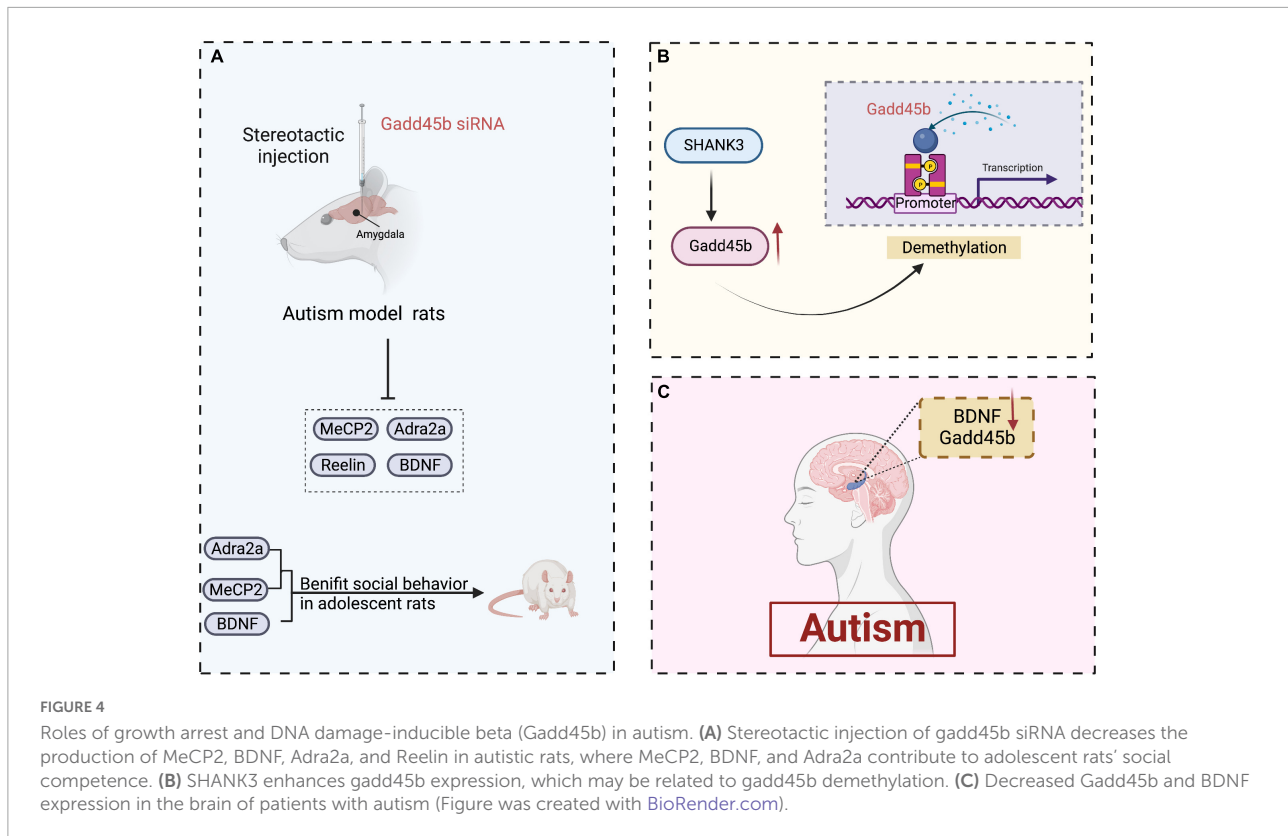 A
Gadd45b siRNA
Stereotactic
injection
Amygdala
Autism model rats
MeCP2
Adra2a
Reelin
BDNF
Adra2a
MeCP2
BDNF
Benifit social behavior
in adolescent rats
B
SHANK3
Gadd45b
Gadd45b
P
P
Transcription
Promoter
Demethylation
C
BDNF
Gadd45b
Autism
FIGURE 4
Roles of growth arrest and DNA damage-inducible beta (Gadd45b) in autism. (A) Stereotactic injection of gadd45b siRNA decreases the
production of MeCP2, BDNF, Adra2a, and Reelin in autistic rats, where MeCP2, BDNF, and Adra2a contribute to adolescent rats' social
competence. (B) SHANK3 enhances gadd45b expression, which may be related to gadd45b demethylation. (C) Decreased Gadd45b and BDNF
expression in the brain of patients with autism (Figure was created with BioRender.com).